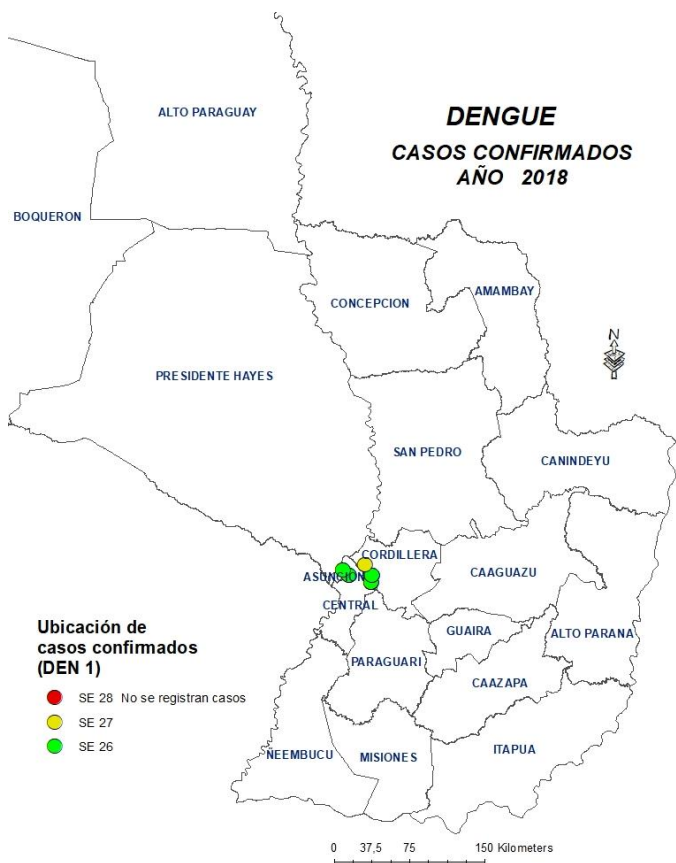 ALTO PARAGUAY
DENGUE
CASOS CONFIRMADOS
AÑO 2018
BOQUERON
CONCEPCION
AMAMBAY
N
PRESIDENTE HAYES
SAN PEDRO
CANINDEYU
CORDILLERA
ASUNCION
CAAGUAZU
CENTRAL
GUAIRA
ALTO PARANA
PARAGUARI
CAAZAPA
Ubicación de
casos confirmados
(DEN 1)
SE 28 No se registran casos
SE 27
SE 26
NEEMBUCU
MISIONES
ITAPUA
0 37,5 75 150 Kilometers